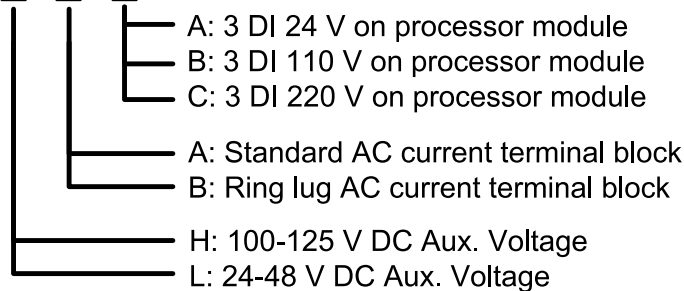 A: 3 DI 24 V on processor module
B: 3 DI 110 V on processor module
C: 3 DI 220 V on processor module
A: Standard AC current terminal block
B: Ring lug AC current terminal block
H: 100-125 V DC Aux. Voltage
L: 24-48 V DC Aux. Voltage